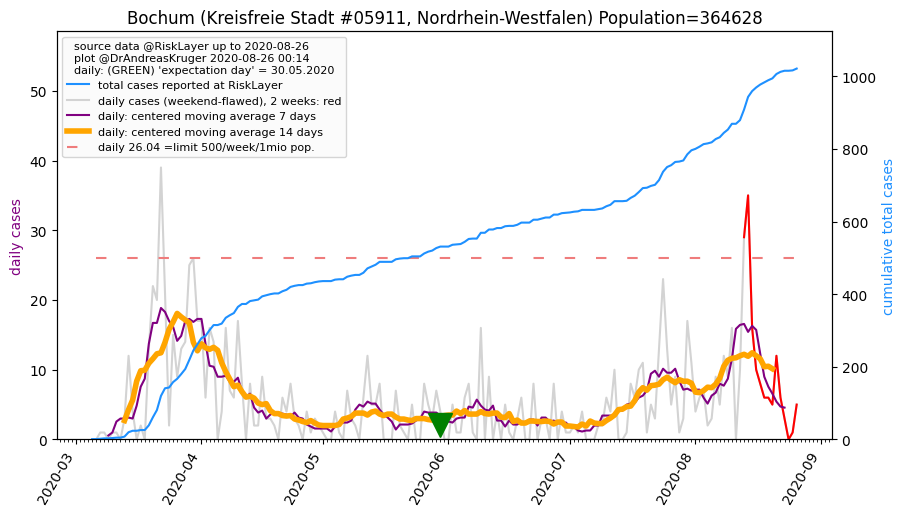 Bochum (Kreisfreie Stadt #05911, Nordrhein-Westfalen) Population=364628
source data @RiskLayer up to 2020-08-26
plot @DrAndreasKruger 2020-08-26 00:14
daily: (GREEN) 'expectation day' = 30.05.2020
total cases reported at RiskLayer
daily cases (weekend-flawed), 2 weeks: red
daily: centered moving average 7 days
daily: centered moving average 14 days
daily 26.04 =limit 500/week/1mio pop.
daily cases
50
40
30
20
10
0
cumulative total cases
1000
800
600
400
200
0
2020-03
2020-04
2020-05
2020-06
2020-07
2020-08
2020-09